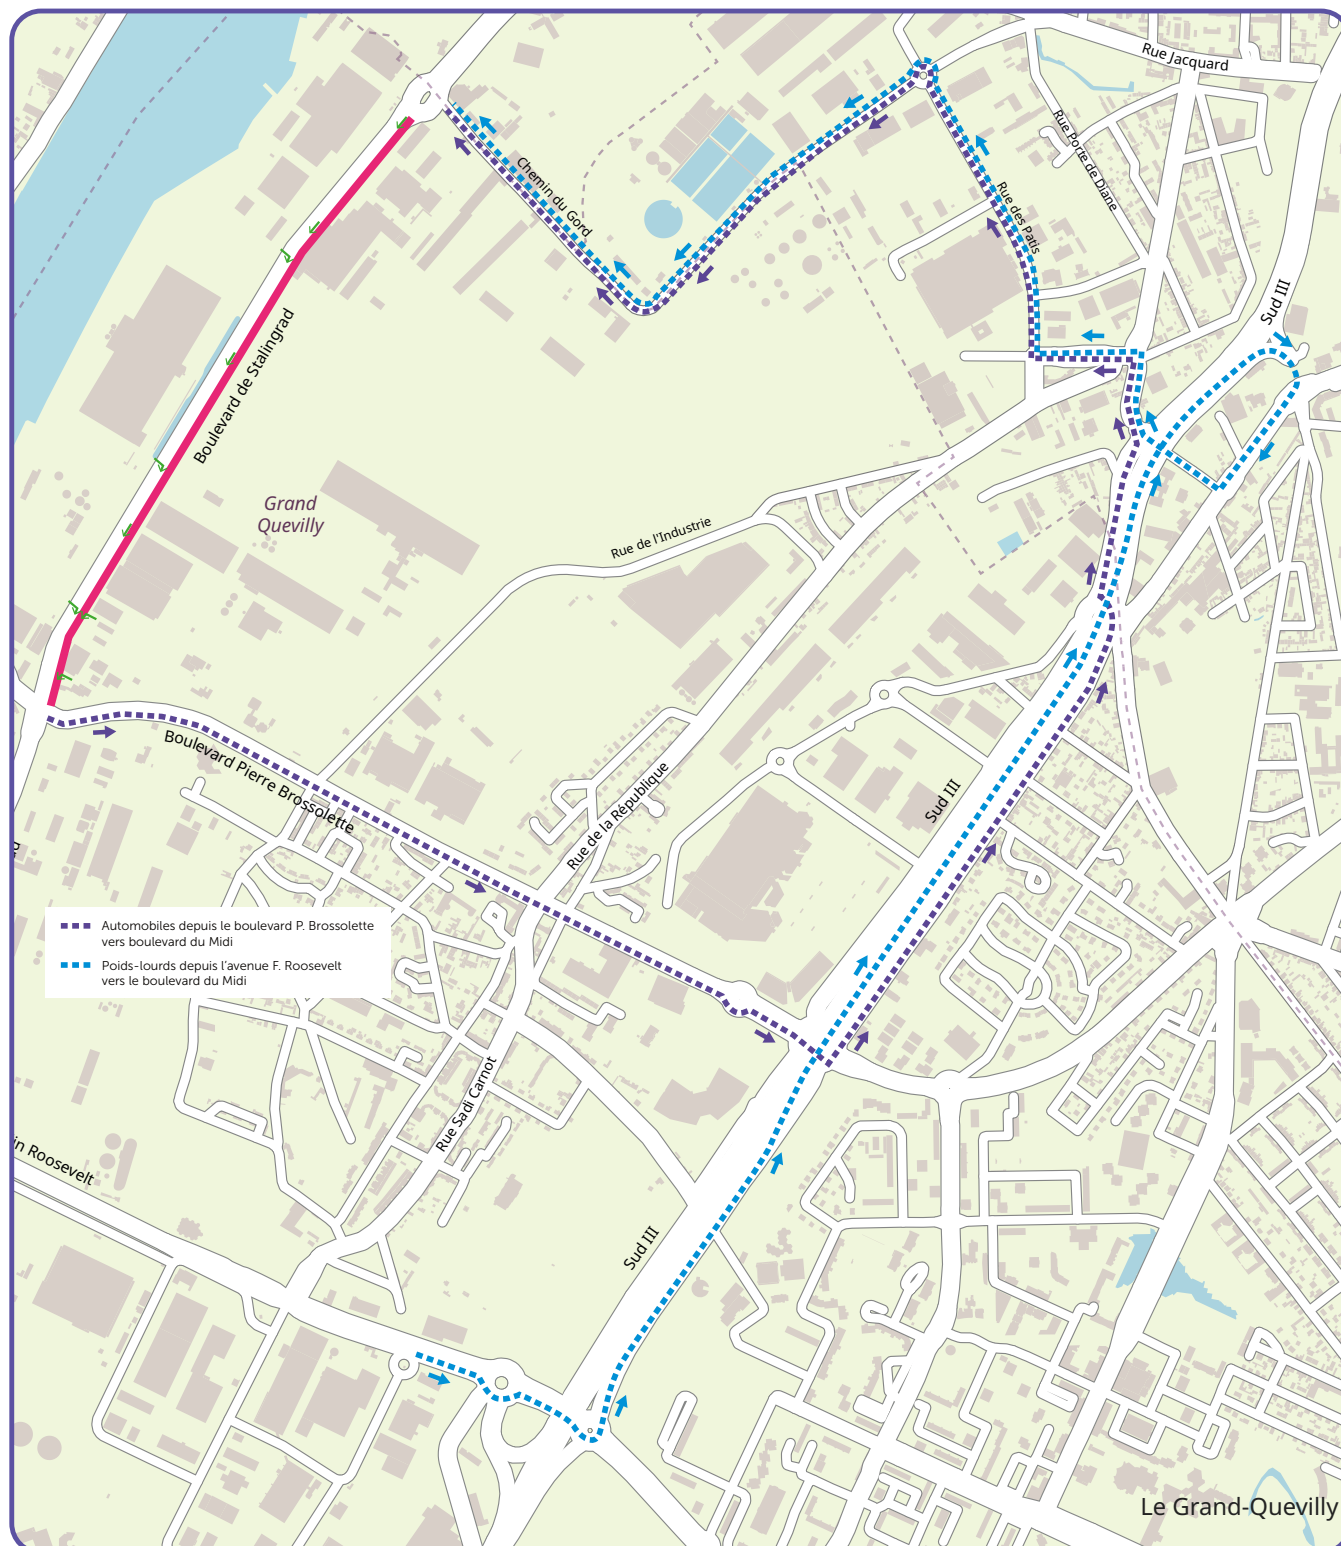 Rue Jacquard
Rue Porte de Diane
Chemin du Gord
Rue des Patis
Sud III
Boulevard de Stalingrad
Grand
Quevilly
Rue de l'Industrie
Boulevard Pierre Brossolette
Rue de la République
Sud III
Automobiles depuis le boulevard P. Brossolette
vers boulevard du Midi
Poids-lourds depuis l'avenue F. Roosevelt
vers le boulevard du Midi
Rue Sadi Carnot
in Roosevelt
Sud III
Le Grand-Quevilly